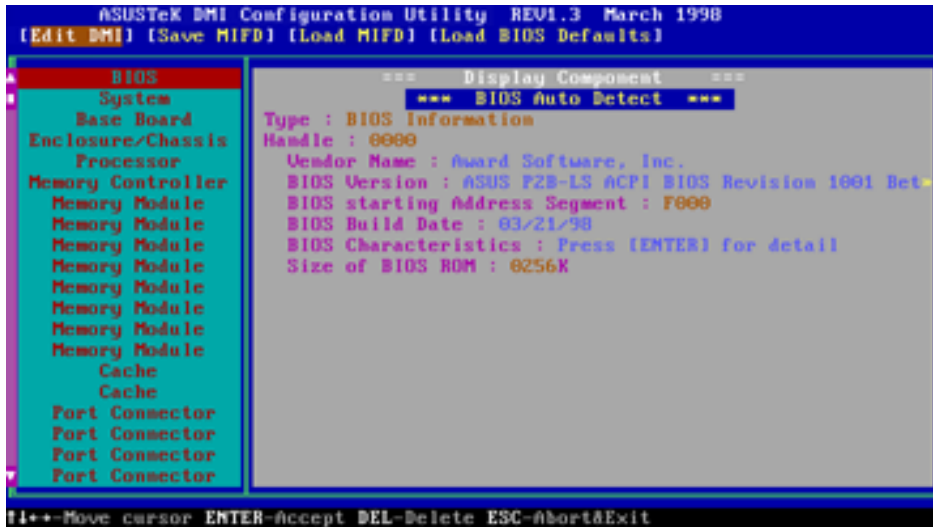 ASUSTeK DMI Configuration Utility REV1.3 March 1998
[Edit DMI] [Save MIFD] [Load MIFD] [Load BIOS Defaults]
BIOS
System
Base Board
Enclosure/Chassis
Processor
Memory Controller
Memory Module
Memory Module
Memory Module
Memory Module
Memory Module
Memory Module
Memory Module
Memory Module
Cache
Cache
Port Connector
Port Connector
Port Connector
Port Connector
=== Display Component ===
*** BIOS Auto Detect ***
Type : BIOS Information
Handle : 0000
Vendor Name : Award Software, Inc.
BIOS Version : ASUS P2B-LS ACPI BIOS Revision 1001 Bet
BIOS starting Address Segment : F000
BIOS Build Date : 03/21/98
BIOS Characteristics : Press [ENTER] for detail
Size of BIOS ROM : 0256K
↑↓←→-Move cursor ENTER-Accept DEL-Delete ESC-Abort&Exit